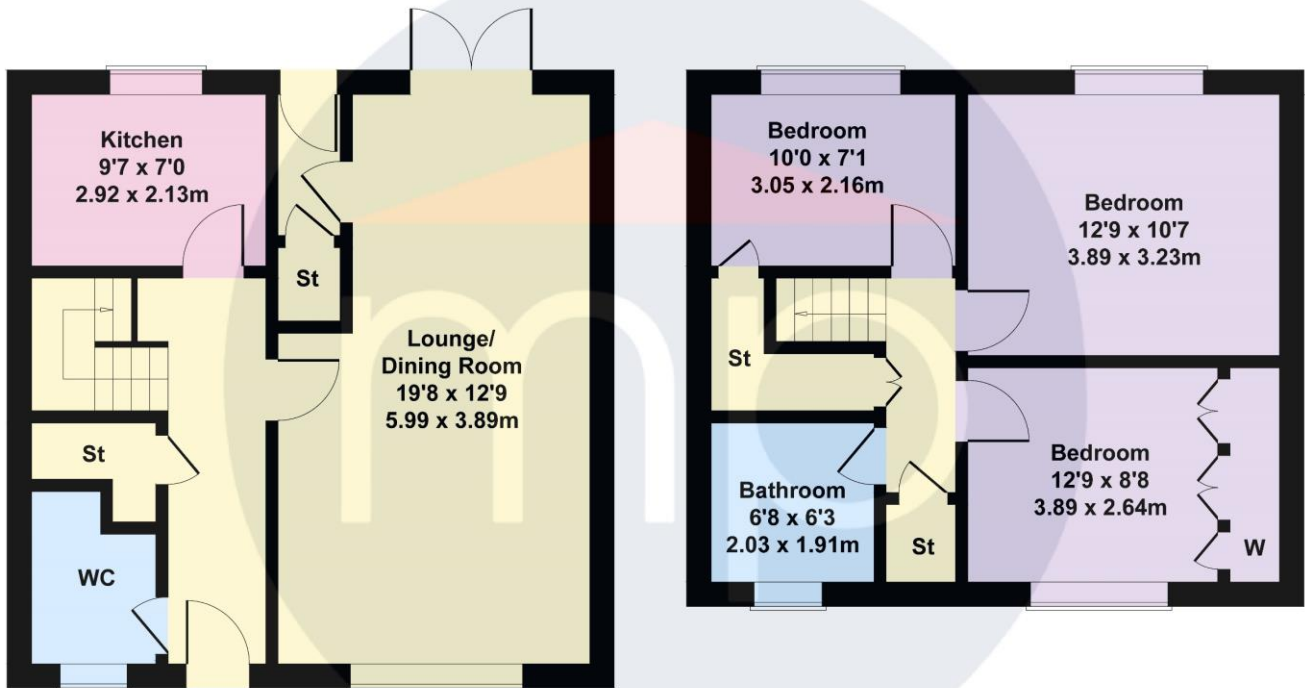 Kitchen
9'7 x 7'0
2.92 x 2.13m
St
Lounge/
Dining Room
19'8 x 12'9
5.99 x 3.89m
St
WC
Bedroom
10'0 x 7'1
3.05 x 2.16m
Bedroom
12'9 x 10'7
3.89 x 3.23m
St
Bedroom
12'9 x 8'8
3.89 x 2.64m
Bathroom
6'8 x 6'3
2.03 x 1.91m
St
W
mp